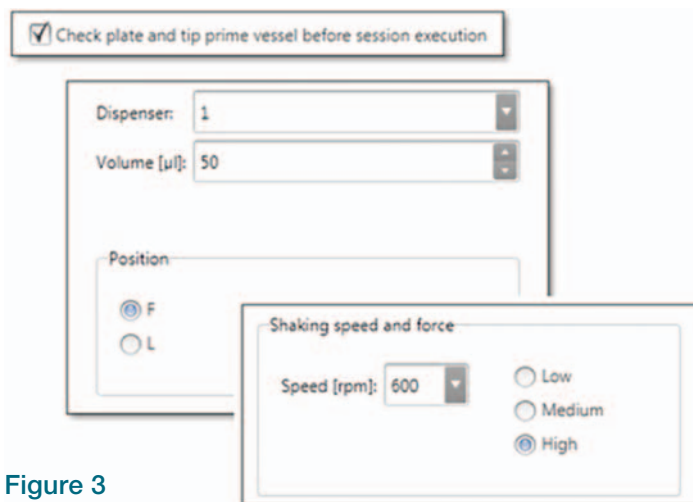 Check plate and tip prime vessel before session execution
Dispenser: 1
Volume [µl]: 50
Position
F
L
Shaking speed and force
Speed [rpm]: 600
Low
Medium
High
Figure 3